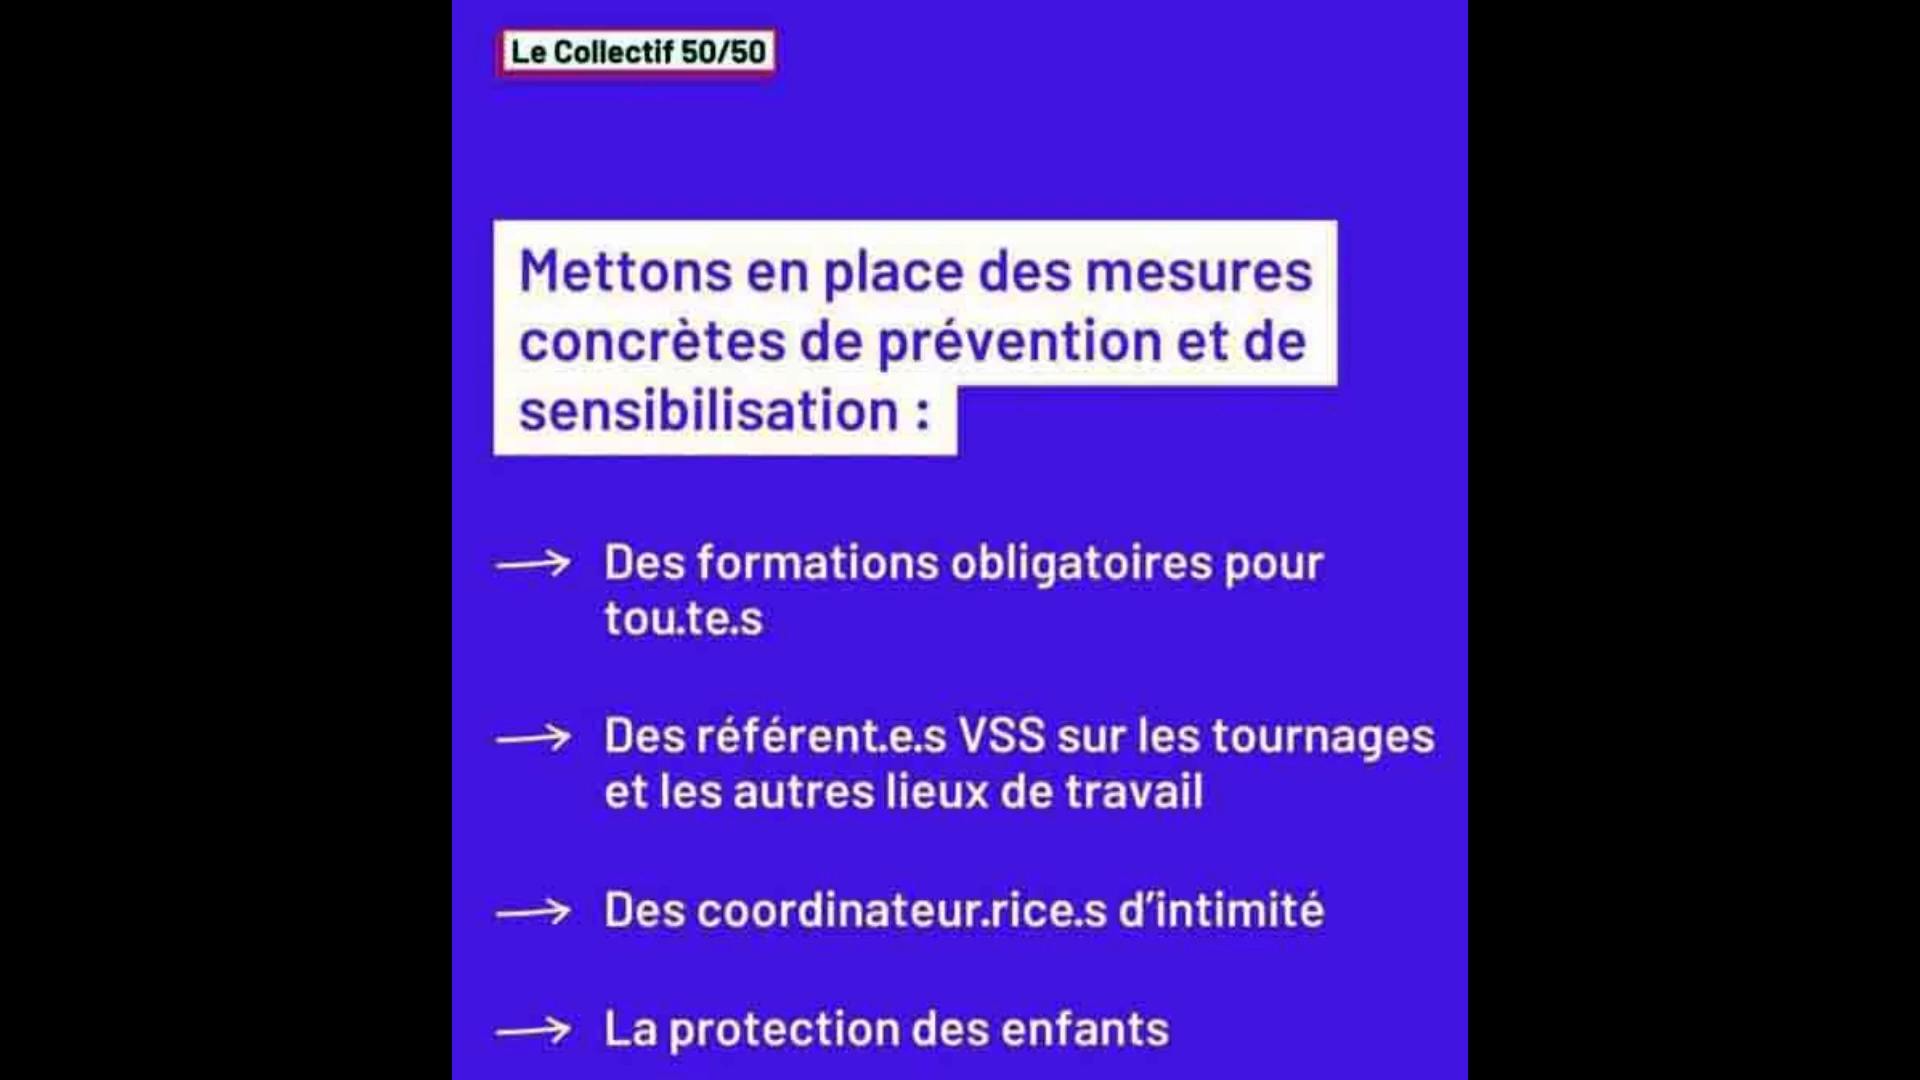 Le Collectif 50/50
Mettons en place des mesures
concrètes de prévention et de
sensibilisation :
→ Des formations obligatoires pour
tou.te.s
→ Des référent.e.s VSS sur les tournages
et les autres lieux de travail
→ Des coordinateur.rice.s d'intimité
→ La protection des enfants